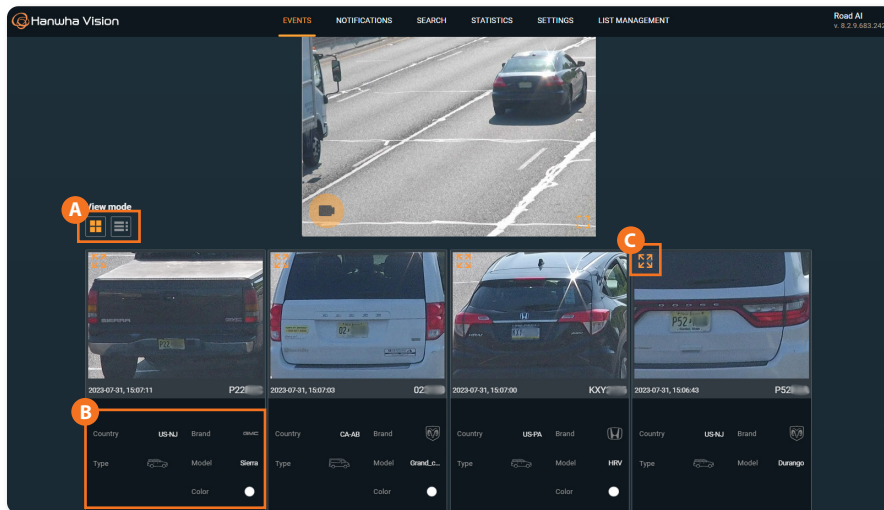 Hanwha Vision EVENTS NOTIFICATIONS SEARCH STATISTICS SETTINGS LIST MANAGEMENT Road AI
v. 8.2.9.683.242
A View mode
C
SIERRA GMC
DODGE
2023-07-31, 15:07:11 P22
2023-07-31, 15:07:03 02
2023-07-31, 15:07:00 KXY
2023-07-31, 15:06:43 P52
B
Country US-NJ Brand GMC
Type Model Sierra
Color
Country CA-AB Brand
Type Model Grand_c...
Color
Country US-PA Brand
Type Model HRV
Color
Country US-NJ Brand
Type Model Durango